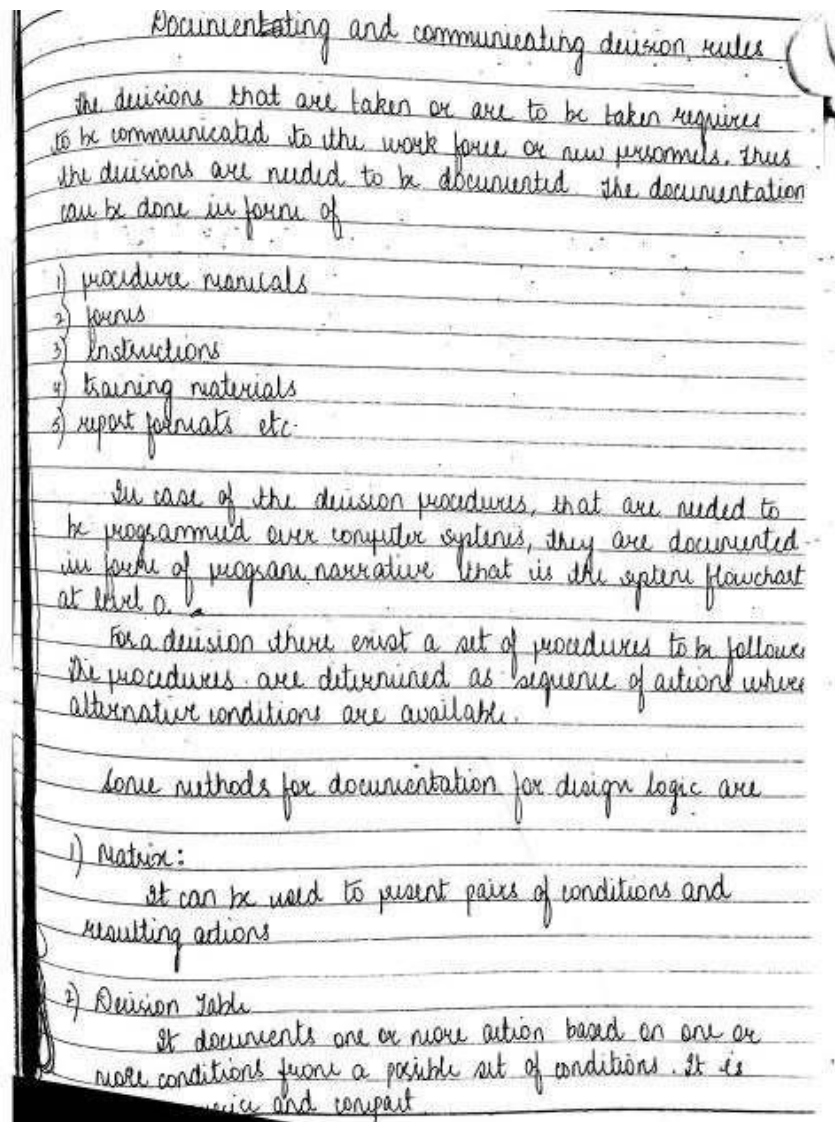 Documentating and communicating decision rules
The decisions that are taken or are to be taken requires
to be communicated to the work force or new personnels. Thus
the decisions are needed to be documented. The documentation
can be done in form of
1) procedure manuals
2) forms
3) Instructions
4) training materials
5) report formats etc.
In case of the decision procedures, that are needed to
be programmed over computer systems, they are documented
in form of program narrative that is the system flowchart
at level 0.
For a decision there exist a set of procedures to be followe
The procedures are determined as sequence of actions where
alternative conditions are available.
Some methods for documentation for design logic are
1) Matrix:
It can be used to present pairs of conditions and
resulting actions
2) Decision Table
It documents one or more action based on one or
more conditions from a posible set of conditions. It is
and compact